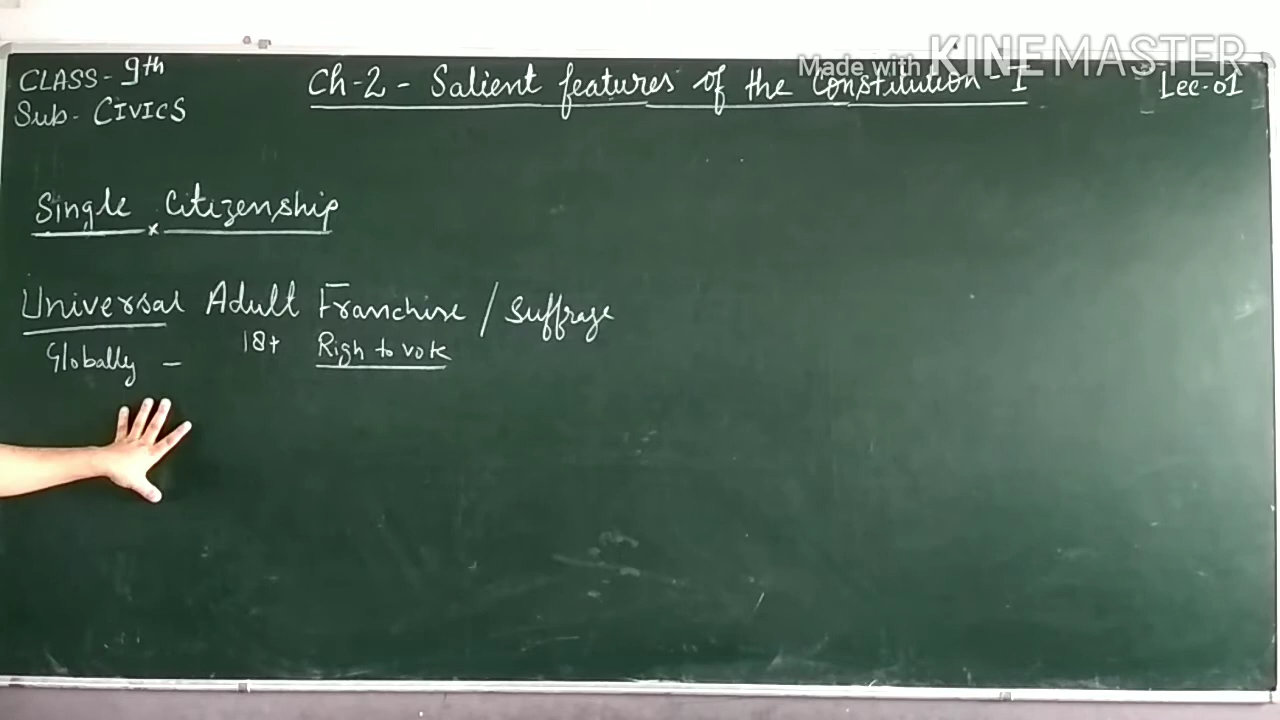 Made with KINEMASTER
CLASS- 9th
Ch-2 - Salient features of the Constitution - I
Lec-01
Sub- CIVICS
Single x Citizenship
Universal Adult Franchise / Suffrage
Globally - 18+ Righ to vote